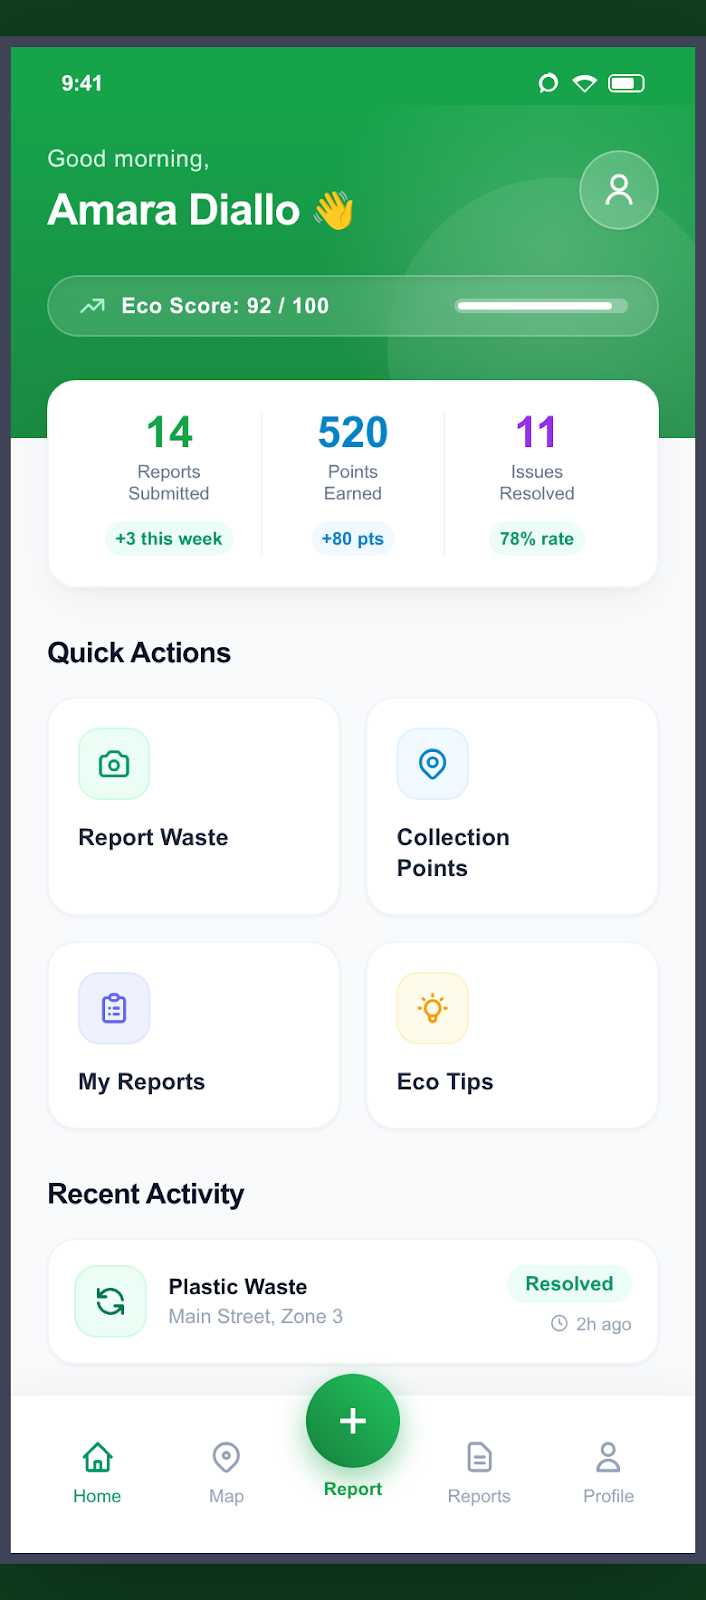 9:41
Good morning,
Amara Diallo 👋
Eco Score: 92 / 100
14
Reports
Submitted
+3 this week
520
Points
Earned
+80 pts
11
Issues
Resolved
78% rate
Quick Actions
Report Waste
Collection
Points
My Reports
Eco Tips
Recent Activity
Plastic Waste
Main Street, Zone 3
Resolved
2h ago
Home
Map
Report
Reports
Profile